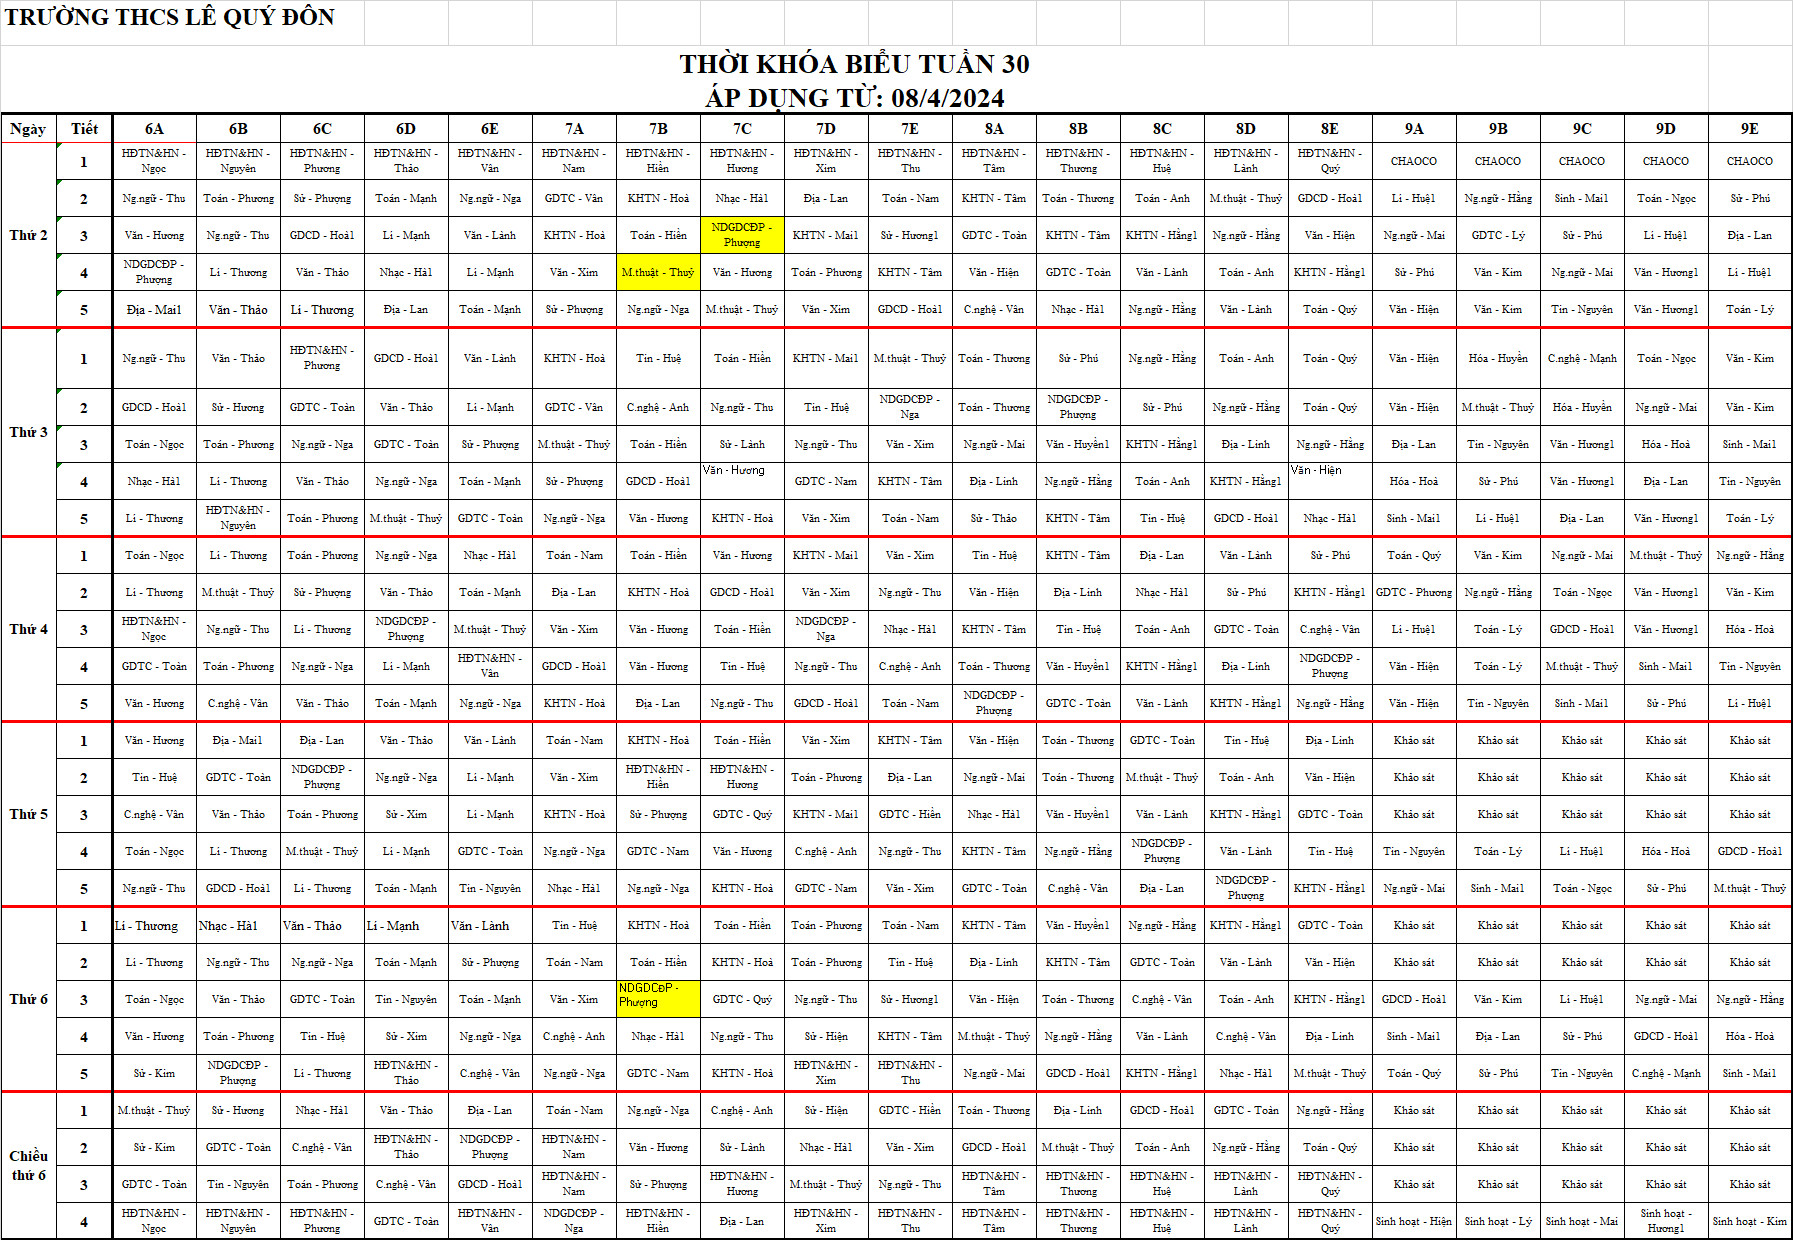 TRƯỜNG THCS LÊ QUÝ ĐÔN
THỜI KHÓA BIỂU TUẦN 30
ÁP DỤNG TỪ: 08/4/2024
Ngày Tiết 6A 6B 6C 6D 6E 7A 7B 7C 7D 7E 8A 8B 8C 8D 8E 9A 9B 9C 9D 9E
Thứ 2
1 HĐTN&HN - Ngọc HĐTN&HN - Nguyên HĐTN&HN - Phương HĐTN&HN - Thảo HĐTN&HN - Vân HĐTN&HN - Nam HĐTN&HN - Hiền HĐTN&HN - Hương HĐTN&HN - Xim HĐTN&HN - Thu HĐTN&HN - Tâm HĐTN&HN - Thương HĐTN&HN - Huệ HĐTN&HN - Lành HĐTN&HN - Quý CHAOCO CHAOCO CHAOCO CHAOCO CHAOCO
2 Ng.ngữ - Thu Toán - Phương Sử - Phương Toán - Mạnh Ng.ngữ - Nga GDTC - Vân KHTN - Hoà Nhạc - Hà1 Địa - Lan Toán - Nam KHTN - Tâm Toán - Thương Toán - Anh M.thuật - Thuỷ GDCD - Hoà1 Lí - Huệ1 Ng.ngữ - Hằng Sinh - Mai1 Toán - Ngọc Sử - Phú
3 Văn - Hương Ng.ngữ - Thu GDCD - Hoà1 Lí - Mạnh Văn - Lành KHTN - Hoà Toán - Hiền NDGDCĐP - Phượng KHTN - Mai1 Sử - Hương1 GDTC - Toàn KHTN - Tâm KHTN - Hằng1 Ng.ngữ - Hằng Văn - Hiện Ng.ngữ - Mai GDTC - Lý Sử - Phú Lí - Huệ1 Địa - Lan
4 NDGDCĐP - Phượng Lí - Thương Văn - Thảo Nhạc - Hà1 Lí - Mạnh Văn - Xim M.thuật - Thuỷ Văn - Hương Toán - Phương KHTN - Tâm Văn - Hiện GDTC - Toàn Văn - Lành Toán - Anh KHTN - Hằng1 Sử - Phú Văn - Kim Ng.ngữ - Mai Văn - Hương1 Lí - Huệ1
5 Địa - Mai1 Văn - Thảo Lí - Thương Địa - Lan Toán - Mạnh Sử - Phượng Ng.ngữ - Nga M.thuật - Thuỷ Văn - Xim GDCD - Hoà1 C.nghệ - Vân Nhạc - Hà1 Ng.ngữ - Hằng Văn - Lành Toán - Quý Văn - Hiện Văn - Kim Tin - Nguyên Văn - Hương1 Toán - Lý
Thứ 3
1 Ng.ngữ - Thu Văn - Thảo HĐTN&HN - Phương GDCD - Hoà1 Văn - Lành KHTN - Hoà Tin - Huệ Toán - Hiền KHTN - Mai1 M.thuật - Thuỷ Toán - Thương Sử - Phú Ng.ngữ - Hằng Toán - Anh Toán - Quý Văn - Hiện Hóa - Huyền C.nghệ - Mạnh Toán - Ngọc Văn - Kim
2 GDCD - Hoà1 Sử - Hương GDTC - Toàn Văn - Thảo Lí - Mạnh GDTC - Vân C.nghệ - Anh Ng.ngữ - Thu Tin - Huệ NDGDCĐP - Nga Toán - Thương NDGDCĐP - Phượng Sử - Phú Ng.ngữ - Hằng Toán - Quý Văn - Hiện M.thuật - Thuỷ Hóa - Huyền Ng.ngữ - Mai Văn - Kim
3 Toán - Ngọc Toán - Phương Ng.ngữ - Nga GDTC - Toàn Sử - Phượng M.thuật - Thuỷ Toán - Hiền Sử - Lành Ng.ngữ - Thu Văn - Xim Ng.ngữ - Mai Văn - Huyền1 KHTN - Hằng1 Địa - Linh Ng.ngữ - Hằng Địa - Lan Tin - Nguyên Văn - Hương1 Hóa - Hoà Sinh - Mai1
4 Nhạc - Hà1 Lí - Thương Văn - Thảo Ng.ngữ - Nga Toán - Mạnh Sử - Phượng GDCD - Hoà1 Văn - Hương GDTC - Nam KHTN - Tâm Địa - Linh Ng.ngữ - Hằng Toán - Anh KHTN - Hằng1 Văn - Hiện Hóa - Hoà Sử - Phú Văn - Hương1 Địa - Lan Tin - Nguyên
5 Lí - Thương HĐTN&HN - Nguyên Toán - Phương M.thuật - Thuỷ GDTC - Toàn Ng.ngữ - Nga Văn - Hương KHTN - Hoà Văn - Xim Toán - Nam Sử - Thảo KHTN - Tâm Tin - Huệ GDCD - Hoà1 Nhạc - Hà1 Sinh - Mai1 Lí - Huệ1 Địa - Lan Văn - Hương1 Toán - Lý
Thứ 4
1 Toán - Ngọc Lí - Thương Toán - Phương Ng.ngữ - Nga Nhạc - Hà1 Toán - Nam Toán - Hiền Văn - Hương KHTN - Mai1 Văn - Xim Tin - Huệ KHTN - Tâm Địa - Lan Văn - Lành Sử - Phú Toán - Quý Văn - Kim Ng.ngữ - Mai M.thuật - Thuỷ Ng.ngữ - Hằng
2 Lí - Thương M.thuật - Thuỷ Sử - Phượng Văn - Thảo Toán - Mạnh Địa - Lan KHTN - Hoà GDCD - Hoà1 Văn - Xim Ng.ngữ - Thu Văn - Hiện Địa - Linh Nhạc - Hà1 Sử - Phú KHTN - Hằng1 GDTC - Phương Ng.ngữ - Hằng Toán - Ngọc Văn - Hương1 Văn - Kim
3 HĐTN&HN - Ngọc Ng.ngữ - Thu Lí - Thương NDGDCĐP - Phượng M.thuật - Thuỷ Văn - Xim Văn - Hương Toán - Hiền NDGDCĐP - Nga Nhạc - Hà1 KHTN - Tâm Tin - Huệ Toán - Anh GDTC - Toàn C.nghệ - Vân Lí - Huệ1 Toán - Lý GDCD - Hoà1 Văn - Hương1 Hóa - Hoà
4 GDTC - Toàn Toán - Phương Ng.ngữ - Nga Lí - Mạnh HĐTN&HN - Vân GDCD - Hoà1 Văn - Hương Tin - Huệ Ng.ngữ - Thu C.nghệ - Anh Toán - Thương Văn - Huyền1 KHTN - Hằng1 Địa - Linh NDGDCĐP - Phượng Văn - Hiện Toán - Lý M.thuật - Thuỷ Sinh - Mai1 Tin - Nguyên
5 Văn - Hương C.nghệ - Vân Văn - Thảo Toán - Mạnh Ng.ngữ - Nga KHTN - Hoà Địa - Lan Ng.ngữ - Thu GDCD - Hoà1 Toán - Nam NDGDCĐP - Phượng GDTC - Toàn Văn - Lành KHTN - Hằng1 Ng.ngữ - Hằng Văn - Hiện Tin - Nguyên Sinh - Mai1 Sử - Phú Lí - Huệ1
Thứ 5
1 Văn - Hương Địa - Mai1 Địa - Lan Văn - Thảo Văn - Lành Toán - Nam KHTN - Hoà Toán - Hiền Văn - Xim KHTN - Tâm Văn - Hiện Toán - Thương GDTC - Toàn Tin - Huệ Địa - Linh Khảo sát Khảo sát Khảo sát Khảo sát Khảo sát
2 Tin - Huệ GDTC - Toàn NDGDCĐP - Phượng Ng.ngữ - Nga Lí - Mạnh Văn - Xim HĐTN&HN - Hiền HĐTN&HN - Hương Toán - Phương Địa - Lan Ng.ngữ - Mai Toán - Thương M.thuật - Thuỷ Toán - Anh Văn - Hiện Khảo sát Khảo sát Khảo sát Khảo sát Khảo sát
3 C.nghệ - Vân Văn - Thảo Toán - Phương Sử - Xim Lí - Mạnh KHTN - Hoà Sử - Phượng GDTC - Quý KHTN - Mai1 GDTC - Hiền Nhạc - Hà1 Văn - Huyền1 Văn - Lành KHTN - Hằng1 GDTC - Toàn Khảo sát Khảo sát Khảo sát Khảo sát Khảo sát
4 Toán - Ngọc Lí - Thương M.thuật - Thuỷ Lí - Mạnh GDTC - Toàn Ng.ngữ - Nga GDTC - Nam Văn - Hương C.nghệ - Anh Ng.ngữ - Thu KHTN - Tâm Ng.ngữ - Hằng NDGDCĐP - Phượng Văn - Lành Tin - Huệ Tin - Nguyên Toán - Lý Lí - Huệ1 Hóa - Hoà GDCD - Hoà1
5 Ng.ngữ - Thu GDCD - Hoà1 Lí - Thương Toán - Mạnh Tin - Nguyên Nhạc - Hà1 Ng.ngữ - Nga KHTN - Hoà GDTC - Nam Văn - Xim GDTC - Toàn C.nghệ - Vân Địa - Lan NDGDCĐP - Phượng KHTN - Hằng1 Ng.ngữ - Mai Sinh - Mai1 Toán - Ngọc Sử - Phú M.thuật - Thuỷ
Thứ 6
1 Lí - Thương Nhạc - Hà1 Văn - Thảo Lí - Mạnh Văn - Lành Tin - Huệ KHTN - Hoà Toán - Hiền Toán - Phương Toán - Nam KHTN - Tâm Văn - Huyền1 Ng.ngữ - Hằng KHTN - Hằng1 GDTC - Toàn Khảo sát Khảo sát Khảo sát Khảo sát Khảo sát
2 Lí - Thương Ng.ngữ - Thu Ng.ngữ - Nga Toán - Mạnh Sử - Phượng Toán - Nam Toán - Hiền KHTN - Hoà Toán - Phương Tin - Huệ Địa - Linh KHTN - Tâm GDTC - Toàn Văn - Lành Văn - Hiện Khảo sát Khảo sát Khảo sát Khảo sát Khảo sát
3 Toán - Ngọc Văn - Thảo GDTC - Toàn Tin - Nguyên Toán - Mạnh Văn - Xim NDGDCĐP - Phượng GDTC - Quý Ng.ngữ - Thu Sử - Hương1 Văn - Hiện Toán - Thương C.nghệ - Vân Toán - Anh KHTN - Hằng1 GDCD - Hoà1 Văn - Kim Lí - Huệ1 Ng.ngữ - Mai Ng.ngữ - Hằng
4 Văn - Hương Toán - Phương Tin - Huệ Sử - Xim Ng.ngữ - Nga C.nghệ - Anh Nhạc - Hà1 Ng.ngữ - Thu Sử - Hiện KHTN - Tâm M.thuật - Thuỷ Ng.ngữ - Hằng Văn - Lành C.nghệ - Vân Địa - Linh Sinh - Mai1 Địa - Lan Sử - Phú GDCD - Hoà1 Hóa - Hoà
5 Sử - Kim NDGDCĐP - Phượng Lí - Thương HĐTN&HN - Thảo C.nghệ - Vân Ng.ngữ - Nga GDTC - Nam KHTN - Hoà HĐTN&HN - Xim HĐTN&HN - Thu Ng.ngữ - Mai GDCD - Hoà1 KHTN - Hằng1 Nhạc - Hà1 M.thuật - Thuỷ Toán - Quý Sử - Phú Tin - Nguyên C.nghệ - Mạnh Sinh - Mai1
Chiều thứ 6
1 M.thuật - Thuỷ Sử - Hương Nhạc - Hà1 Văn - Thảo Địa - Lan Toán - Nam Ng.ngữ - Nga C.nghệ - Anh Sử - Hiện GDTC - Hiền Toán - Thương Địa - Linh GDCD - Hoà1 GDTC - Toàn Ng.ngữ - Hằng Khảo sát Khảo sát Khảo sát Khảo sát Khảo sát
2 Sử - Kim GDTC - Toàn C.nghệ - Vân HĐTN&HN - Thảo NDGDCĐP - Phượng HĐTN&HN - Nam Văn - Hương Sử - Lành Nhạc - Hà1 Văn - Xim GDCD - Hoà1 M.thuật - Thuỷ Toán - Anh Ng.ngữ - Hằng Toán - Quý Khảo sát Khảo sát Khảo sát Khảo sát Khảo sát
3 GDTC - Toàn Tin - Nguyên Toán - Phương C.nghệ - Vân GDCD - Hoà1 HĐTN&HN - Nam Sử - Phượng HĐTN&HN - Hương M.thuật - Thuỷ Ng.ngữ - Thu HĐTN&HN - Tâm HĐTN&HN - Thương HĐTN&HN - Huệ HĐTN&HN - Lành HĐTN&HN - Quý Khảo sát Khảo sát Khảo sát Khảo sát Khảo sát
4 HĐTN&HN - Ngọc HĐTN&HN - Nguyên HĐTN&HN - Phương GDTC - Toàn HĐTN&HN - Vân NDGDCĐP - Nga HĐTN&HN - Hiền Địa - Lan HĐTN&HN - Xim HĐTN&HN - Thu HĐTN&HN - Tâm HĐTN&HN - Thương HĐTN&HN - Huệ HĐTN&HN - Lành HĐTN&HN - Quý Sinh hoạt - Hiện Sinh hoạt - Lý Sinh hoạt - Mai Sinh hoạt - Hương1 Sinh hoạt - Kim